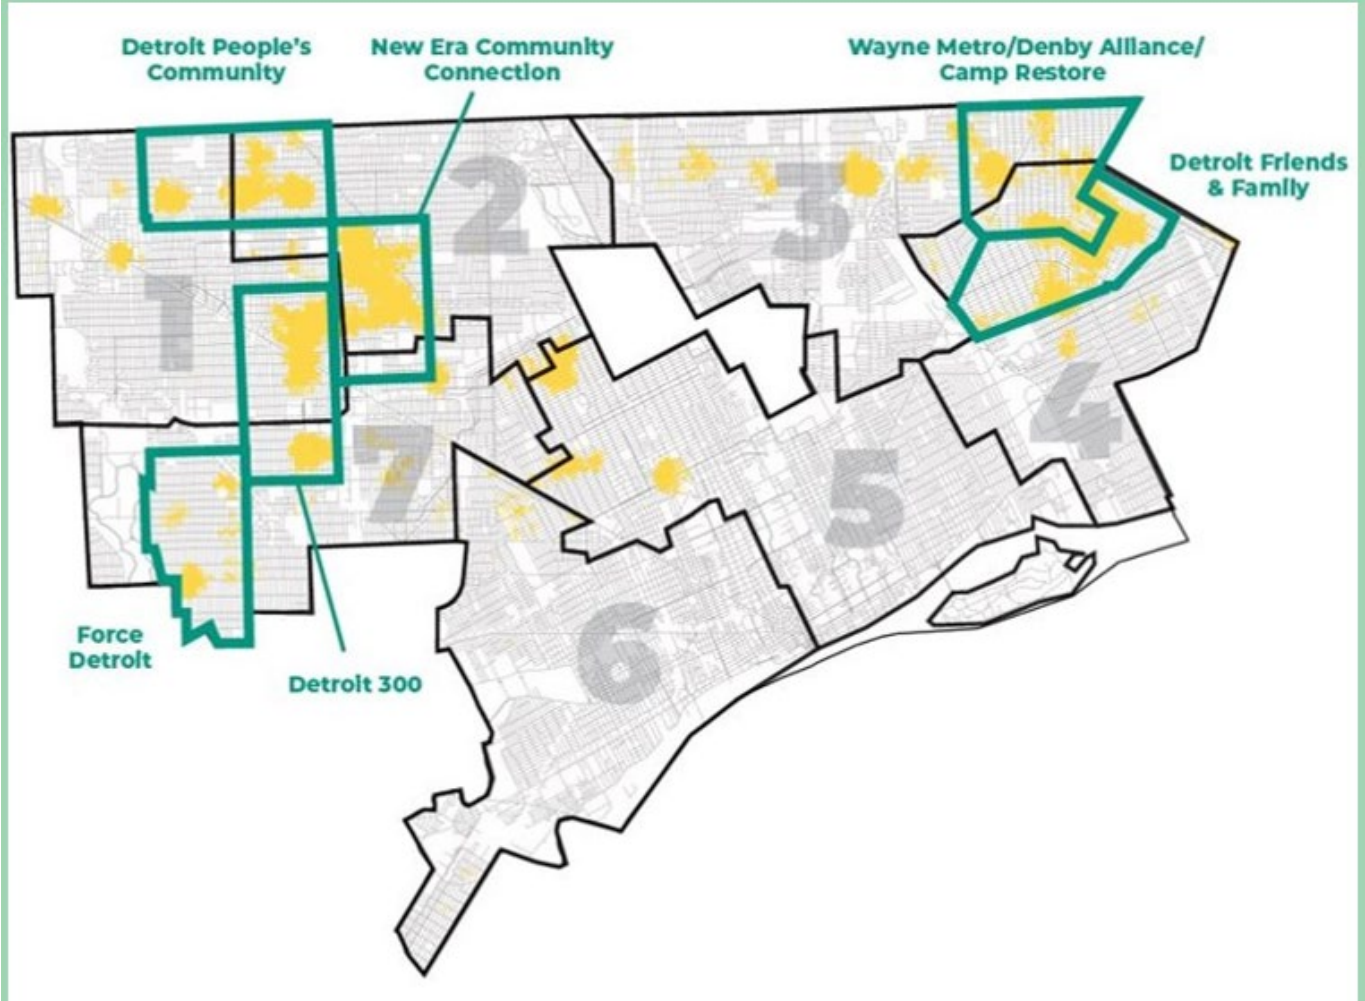 Detroit People's
Community
New Era Community
Connection
Wayne Metro/Denby Alliance/
Camp Restore
Detroit Friends
& Family
2
3
1
4
7
5
6
Force
Detroit
Detroit 300